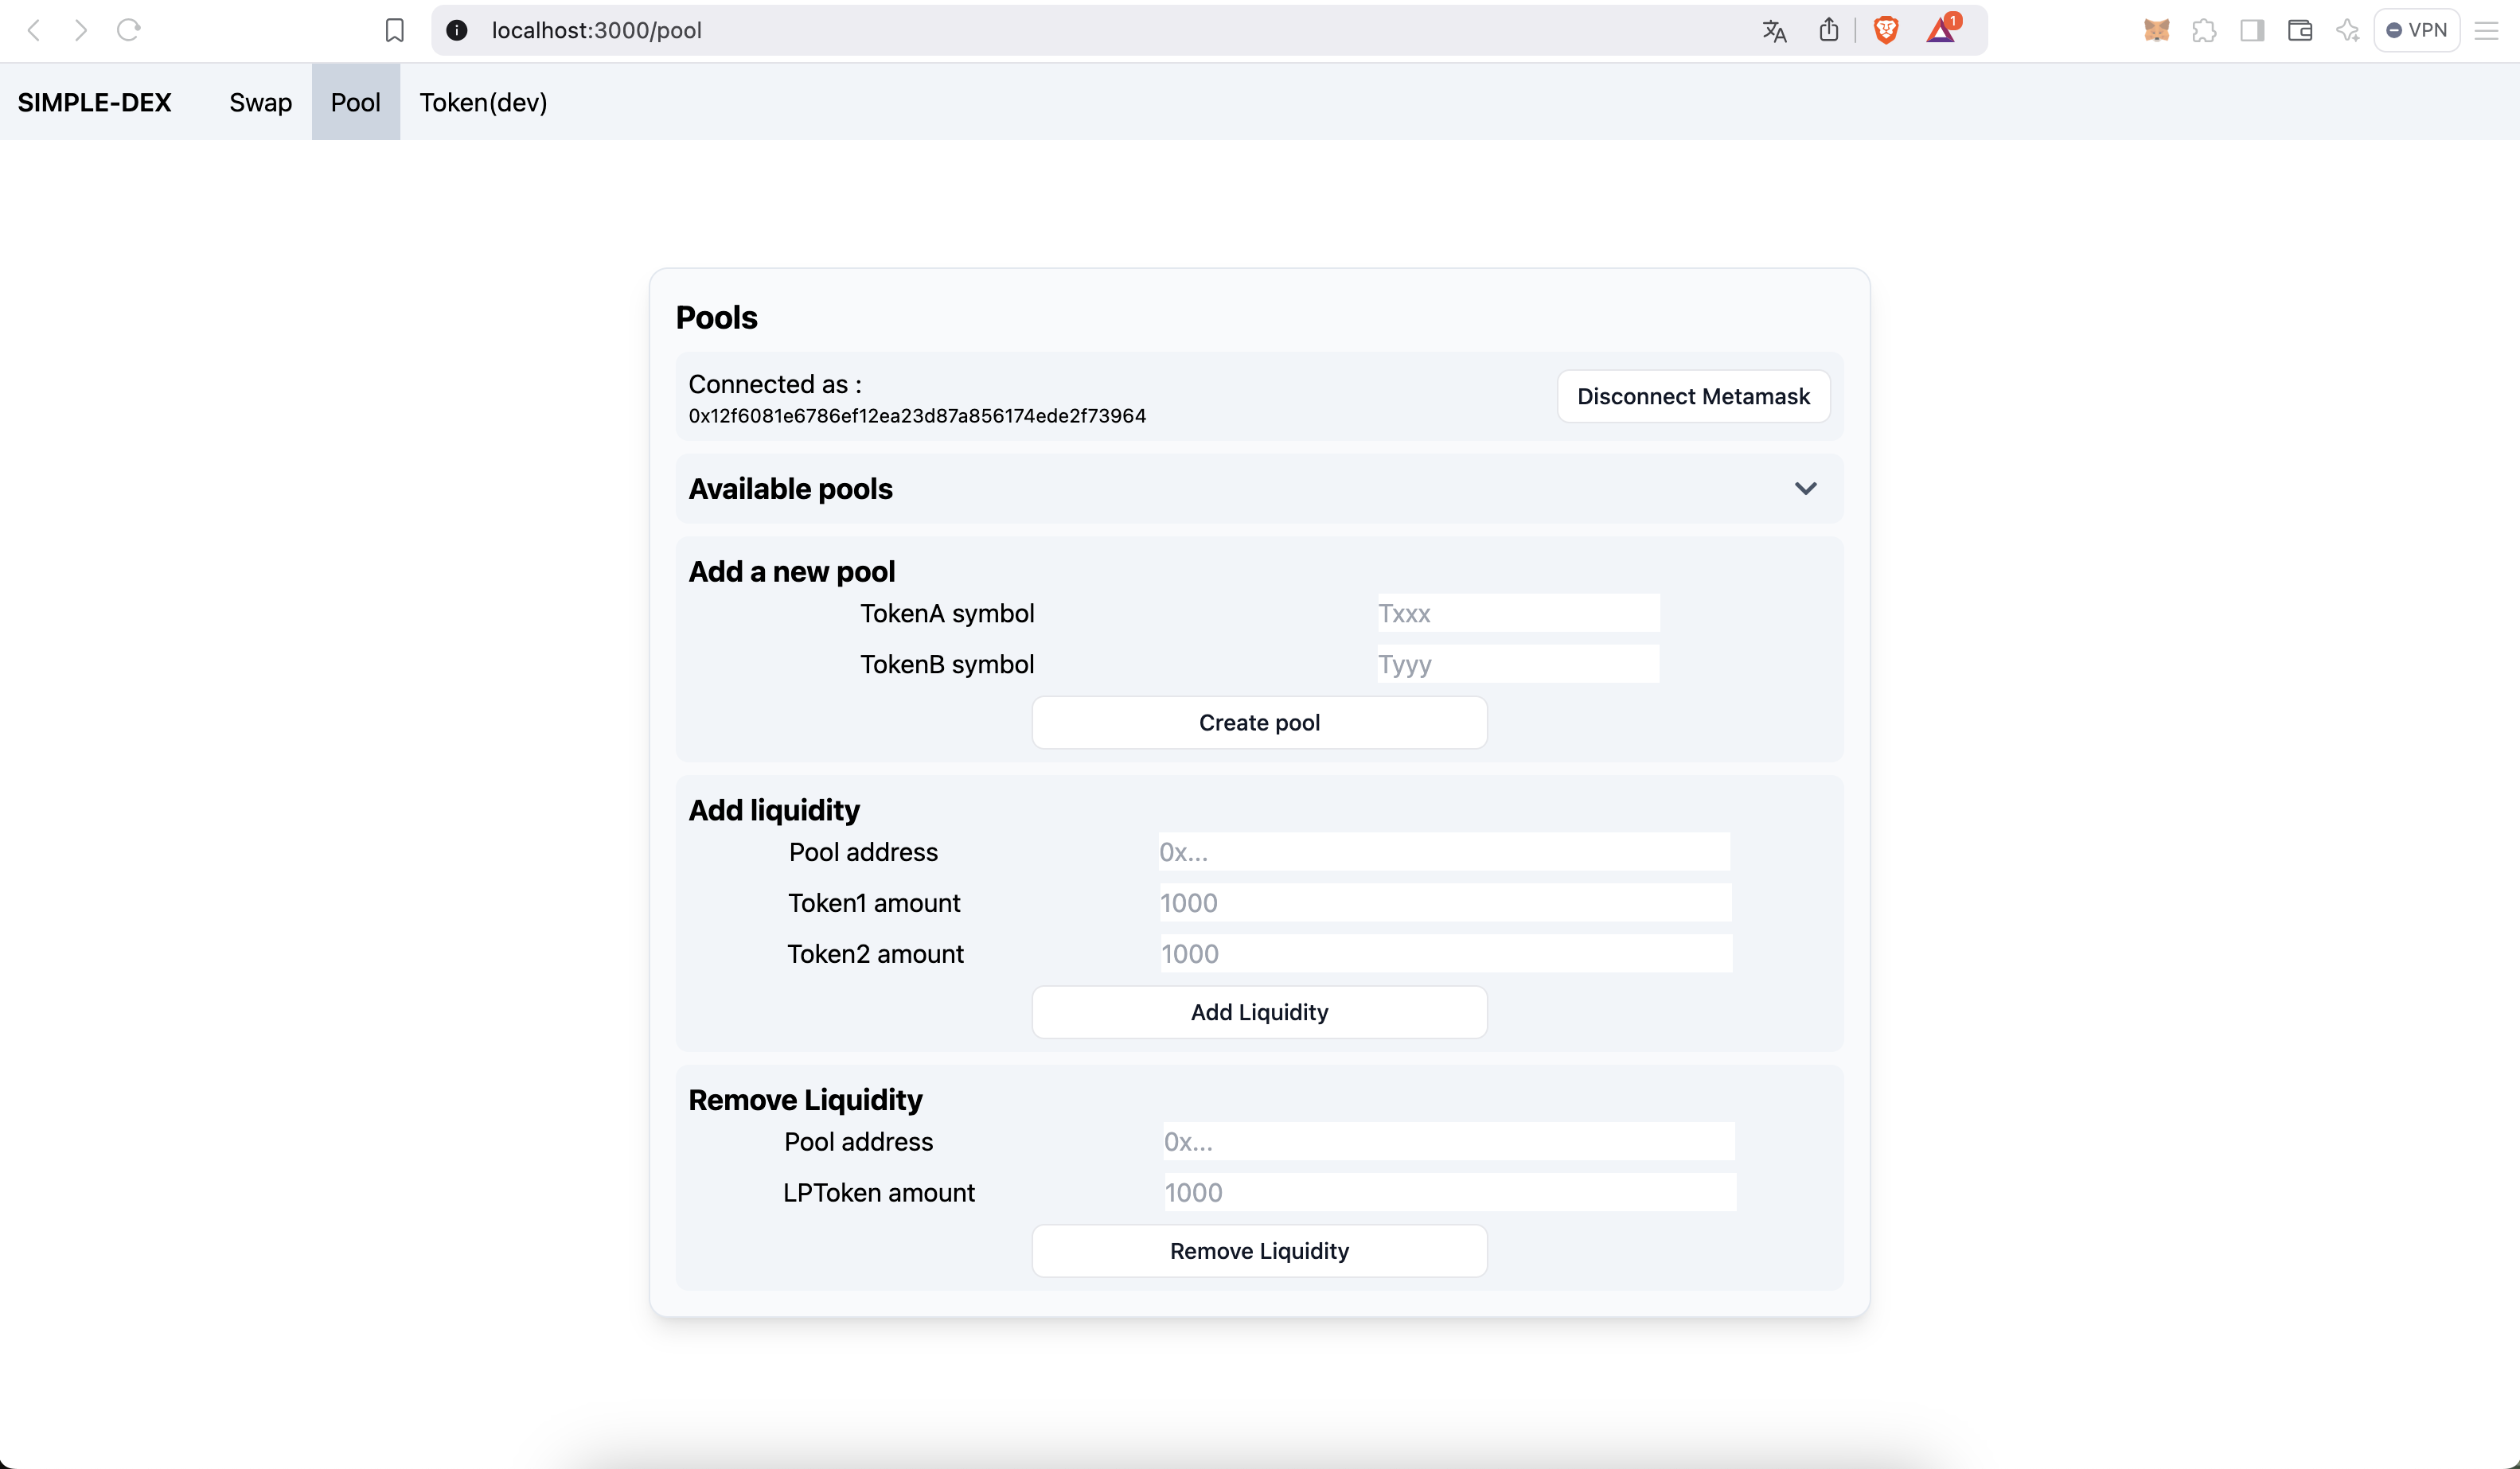 localhost:3000/pool
1
VPN
SIMPLE-DEX Swap Pool Token(dev)
Pools
Connected as :
0x12f6081e6786ef12ea23d87a856174ede2f73964
Disconnect Metamask
Available pools
Add a new pool
TokenA symbol Txxx
TokenB symbol Tyyy
Create pool
Add liquidity
Pool address 0x...
Token1 amount 1000
Token2 amount 1000
Add Liquidity
Remove Liquidity
Pool address 0x...
LPToken amount 1000
Remove Liquidity